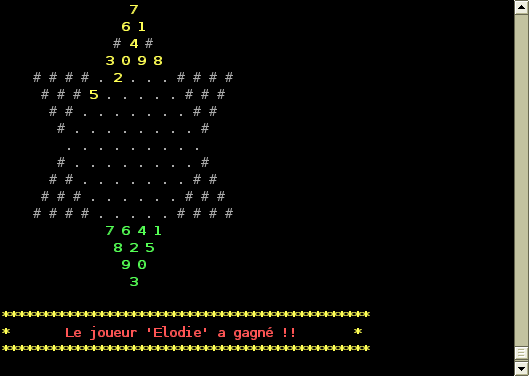 7
6 1
# 4 #
3 0 9 8
# # # # . 2 . . . # # # #
# # # 5 . . . . . # # #
# # . . . . . . . # #
# . . . . . . . . #
. . . . . . . . .
# . . . . . . . . #
# # . . . . . . . # #
# # # . . . . . . # # #
# # # # . . . . . # # # #
7 6 4 1
8 2 5
9 0
3
**********************************************
* Le joueur 'Elodie' a gagné !! *
**********************************************